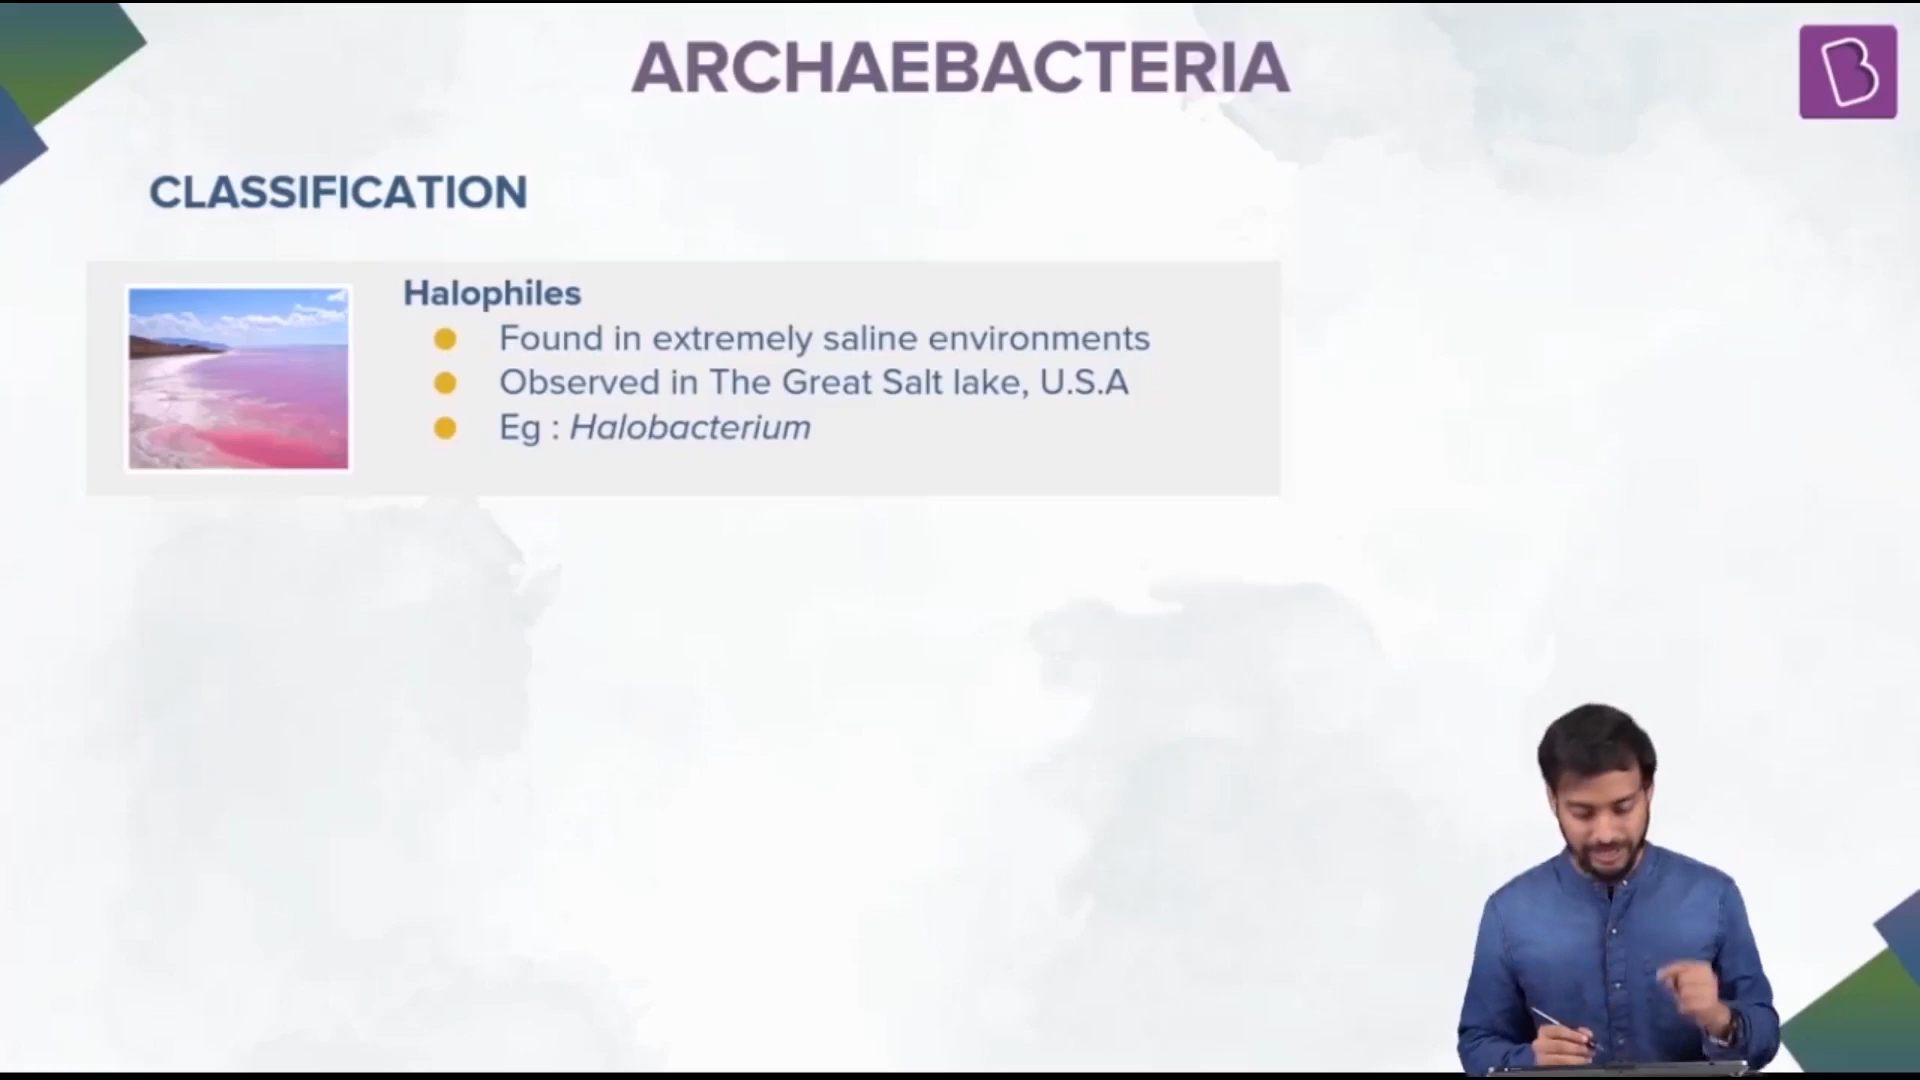 ARCHAEBACTERIA
B
CLASSIFICATION
Halophiles
Found in extremely saline environments
Observed in The Great Salt lake, U.S.A
Eg : Halobacterium